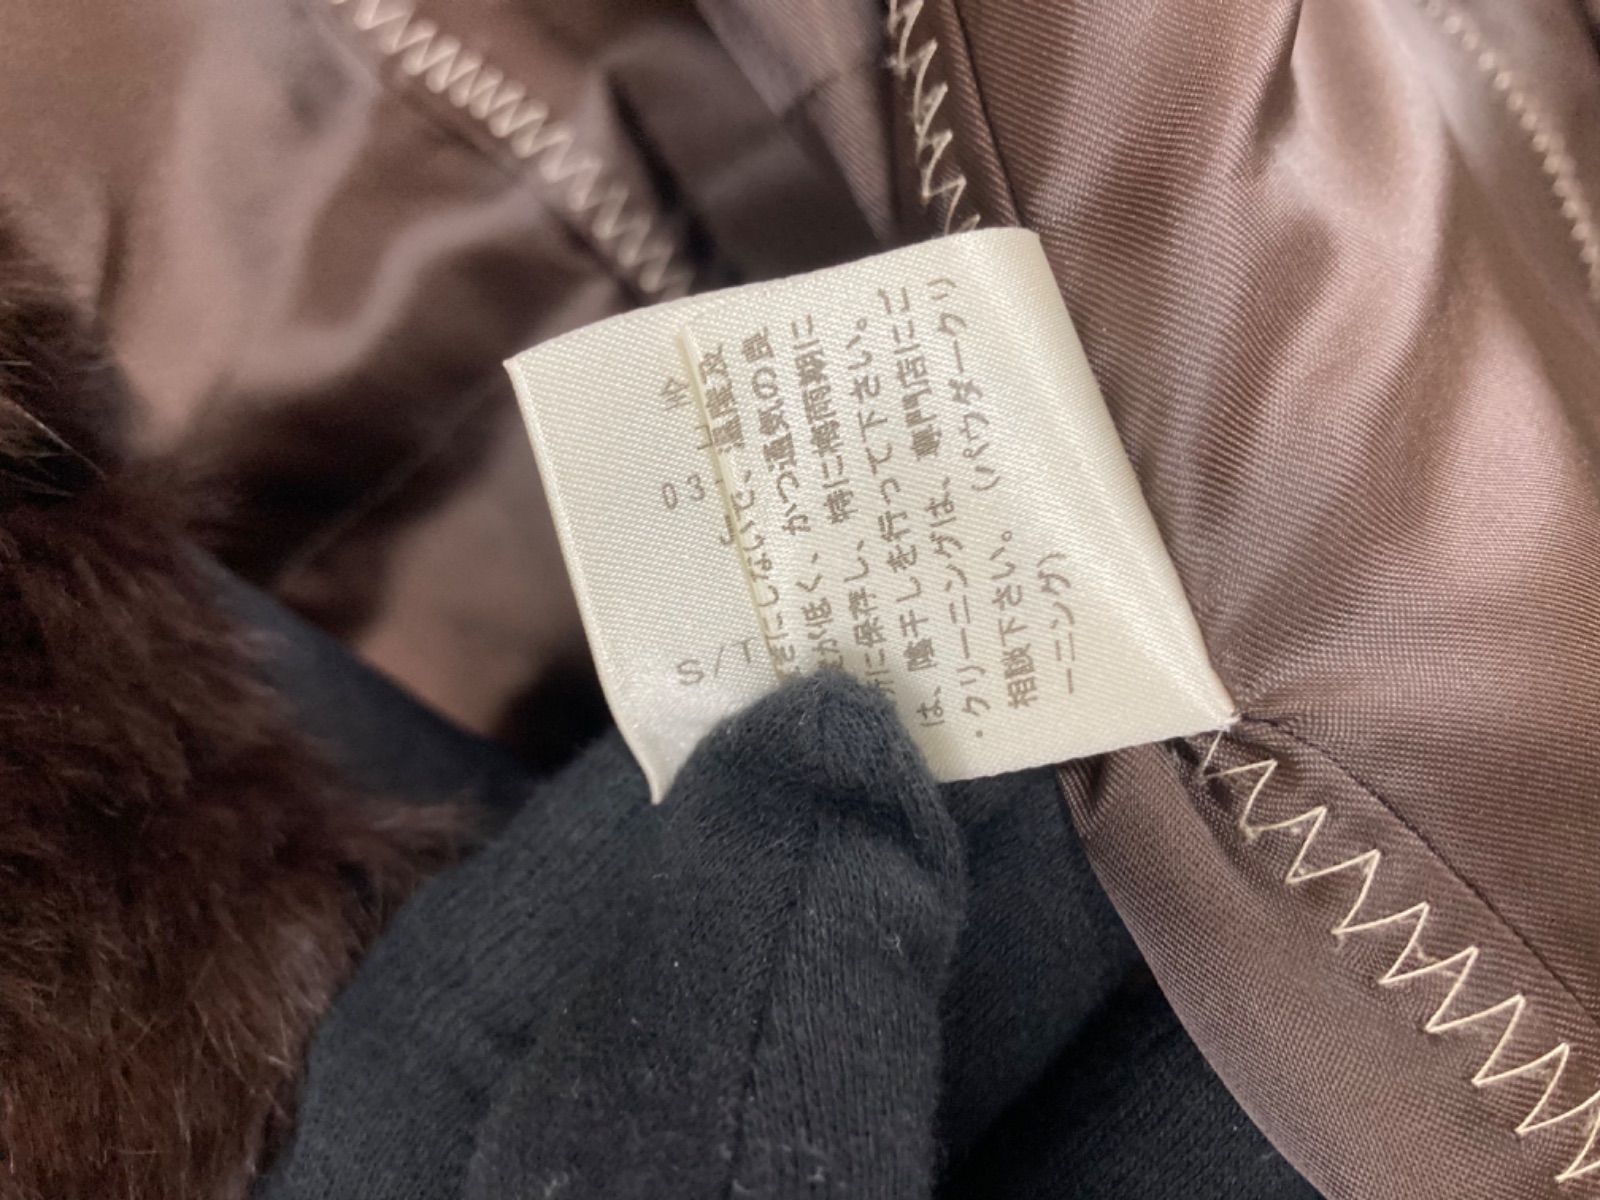 にしないで、温度及
が低く、かつ通気の良
に保存し、特に梅雨期に
は、陰干しを行って下さい。
・クリーニングは、専門店にご
相談下さい。(パウダークリ
ーニング)
03
S/T